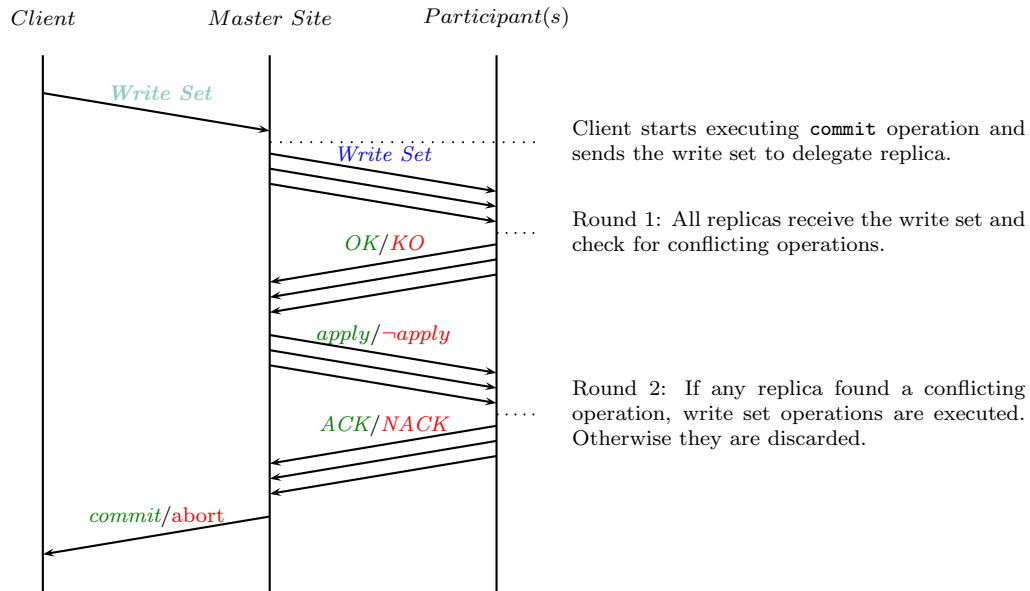 Client Master Site Participant(s)
Write Set
Client starts executing commit operation and
sends the write set to delegate replica.
Write Set
Round 1: All replicas receive the write set and
check for conflicting operations.
OK/KO
apply/¬apply
Round 2: If any replica found a conflicting
operation, write set operations are executed.
Otherwise they are discarded.
ACK/NACK
commit/abort